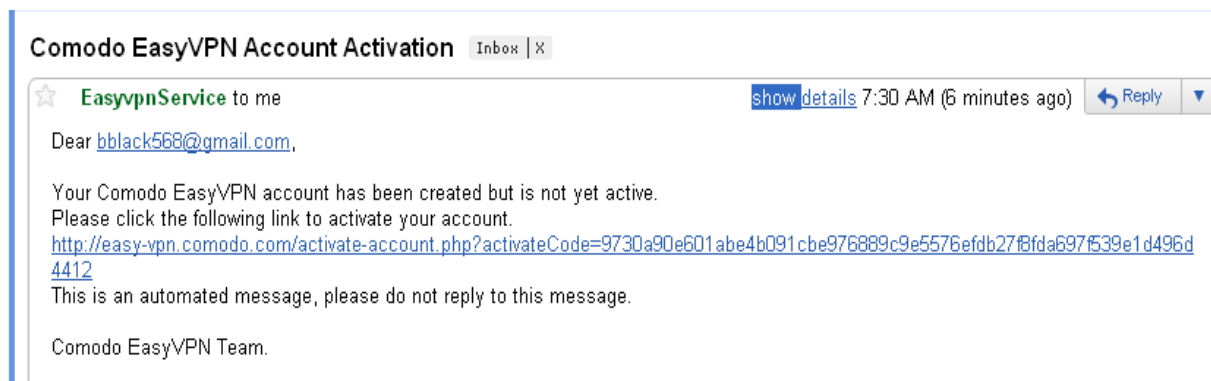 Comodo EasyVPN Account Activation Inbox | X
EasyvpnService to me show details 7:30 AM (6 minutes ago) Reply
Dear bblack568@gmail.com,
Your Comodo EasyVPN account has been created but is not yet active.
Please click the following link to activate your account.
http://easy-vpn.comodo.com/activate-account.php?activateCode=9730a90e601abe4b091cbe976889c9e5576efdb27f8fda697f539e1d496d
4412
This is an automated message, please do not reply to this message.
Comodo EasyVPN Team.